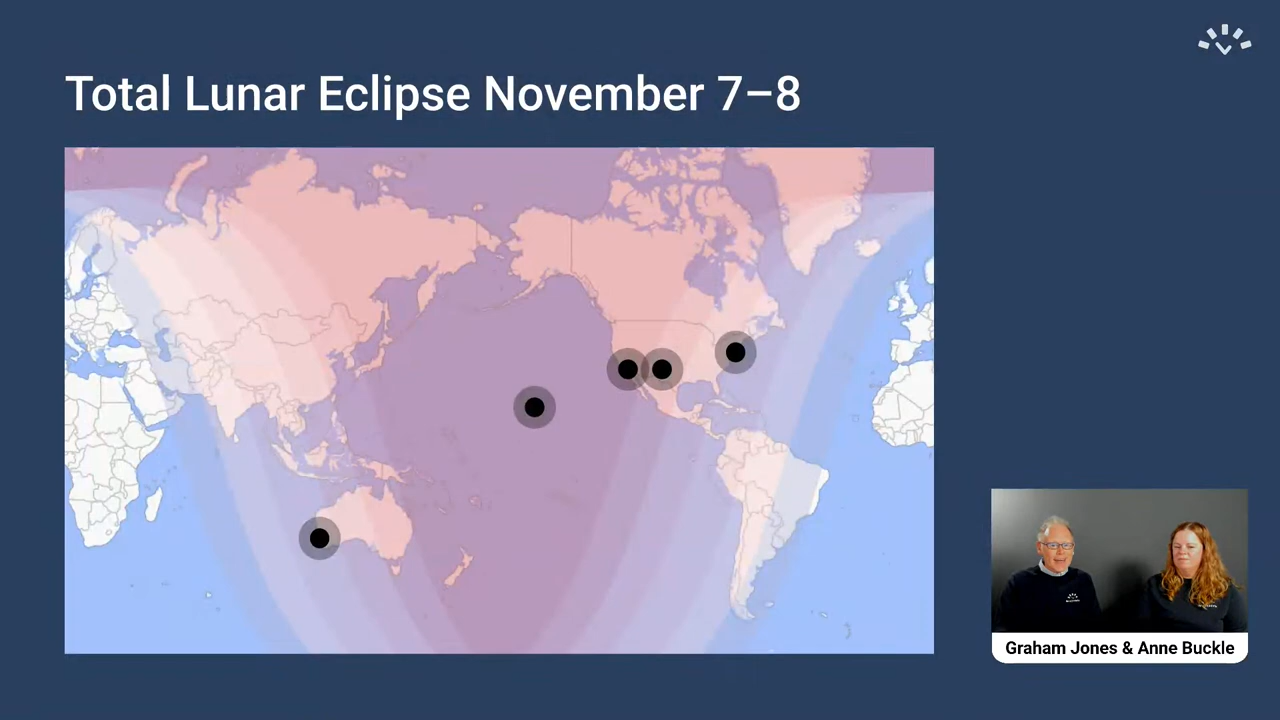 Total Lunar Eclipse November 7–8
Graham Jones & Anne Buckle